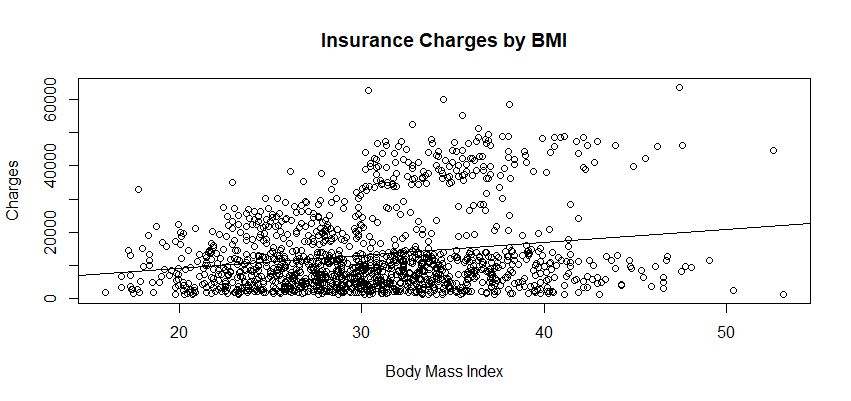 Insurance Charges by BMI
60000
40000
20000
0
Charges
20 30 40 50
Body Mass Index